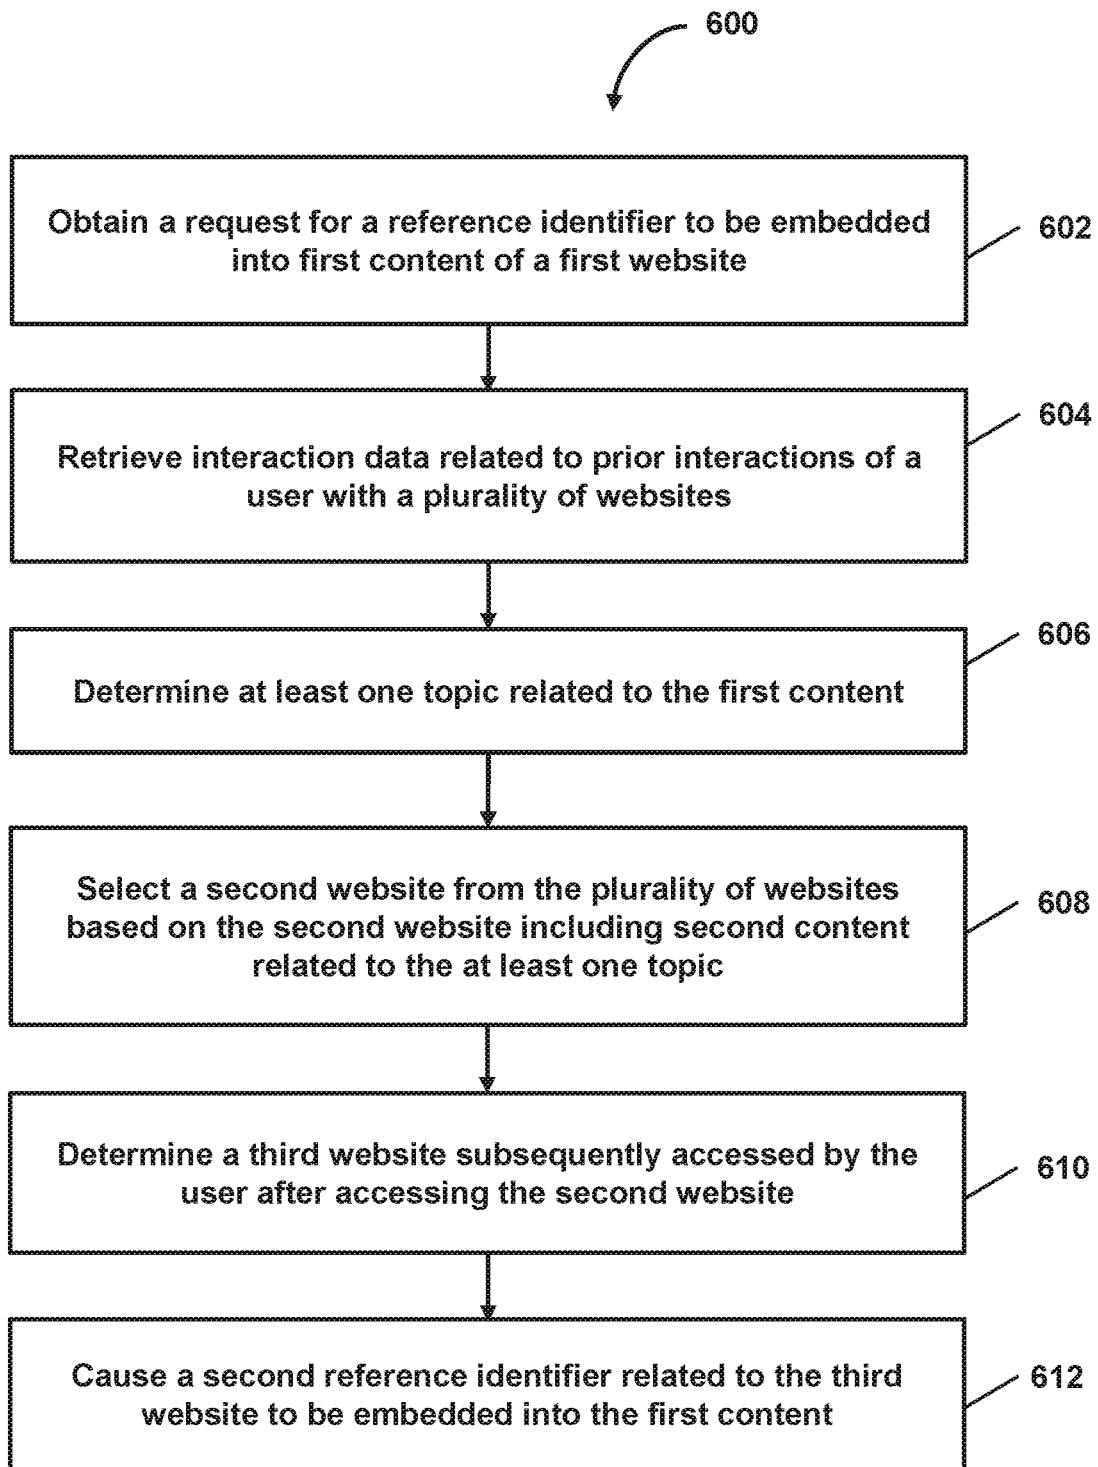 600
Obtain a request for a reference identifier to be embedded
into first content of a first website
602
Retrieve interaction data related to prior interactions of a
user with a plurality of websites
604
Determine at least one topic related to the first content
606
Select a second website from the plurality of websites
based on the second website including second content
related to the at least one topic
608
Determine a third website subsequently accessed by the
user after accessing the second website
610
Cause a second reference identifier related to the third
website to be embedded into the first content
612